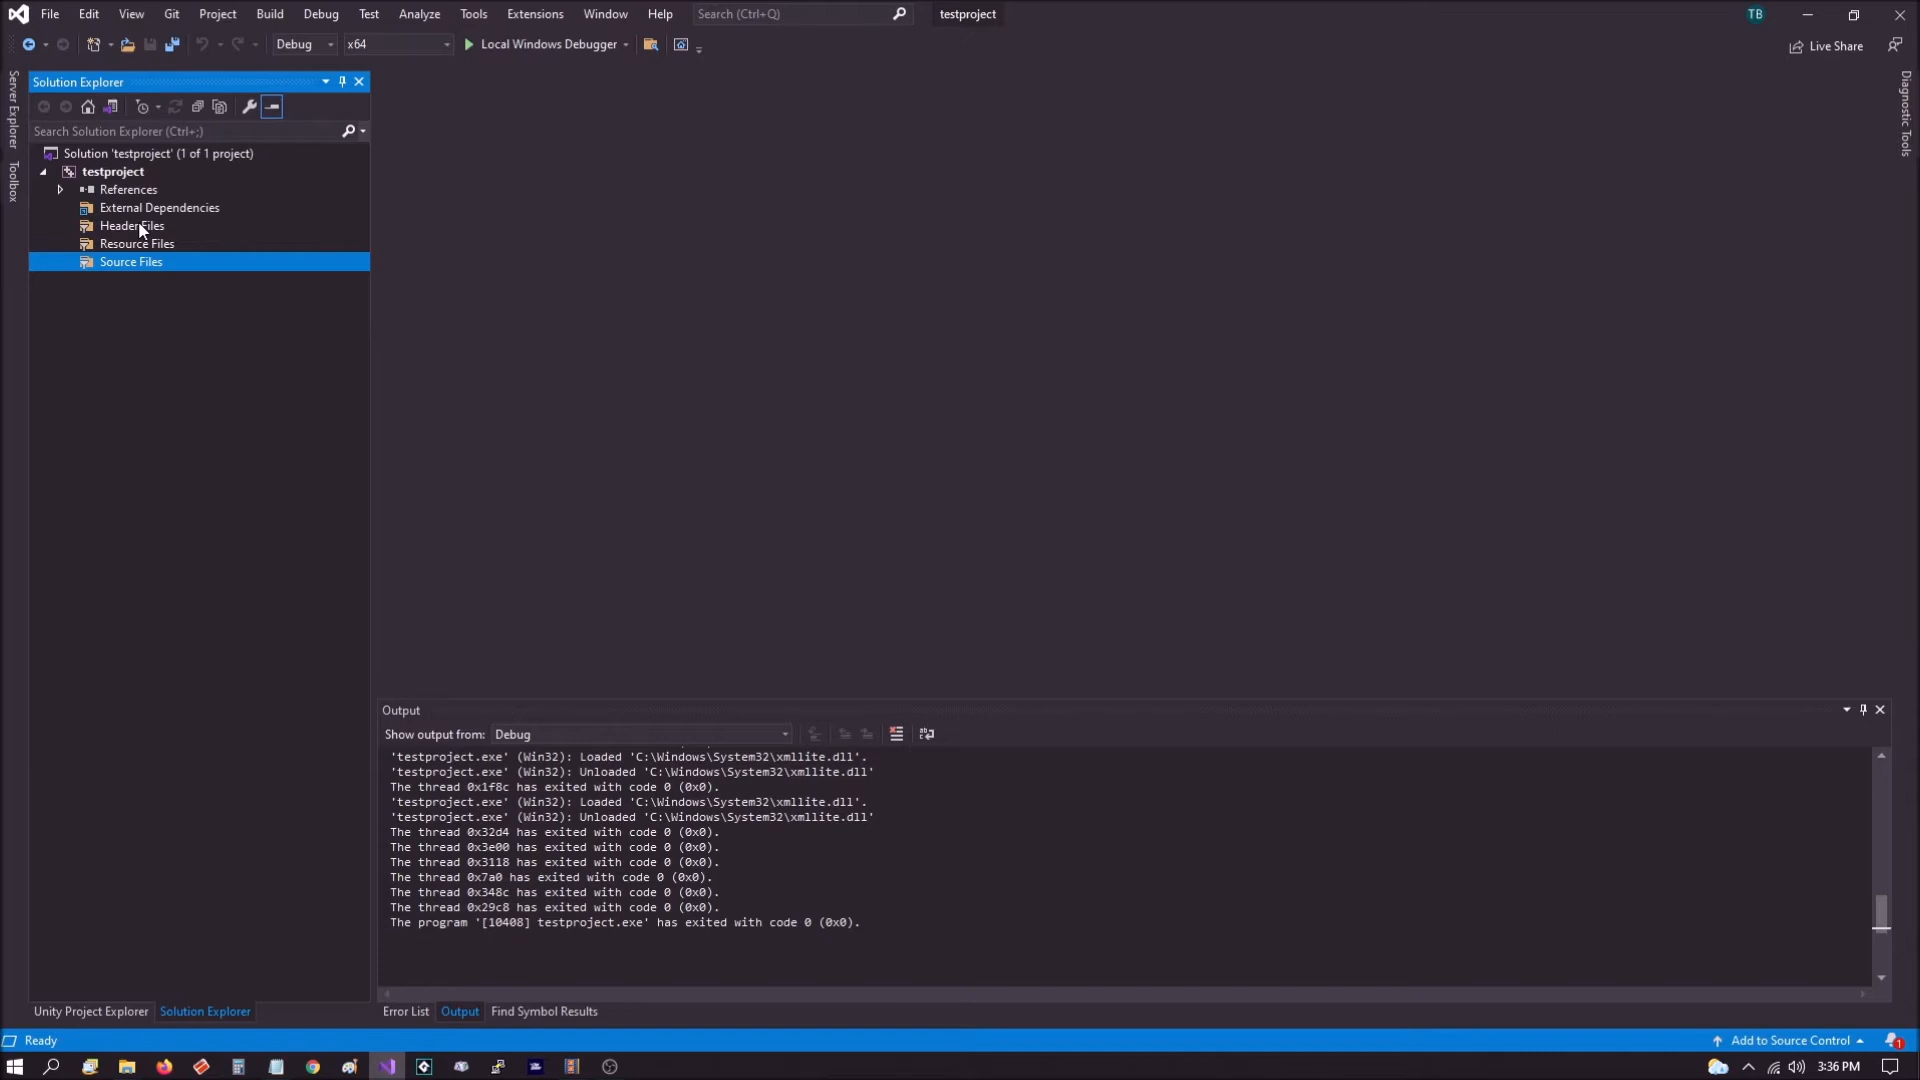 File Edit View Git Project Build Debug Test Analyze Tools Extensions Window Help Search (Ctrl+Q) testproject TB
Debug x64 Local Windows Debugger Live Share
Server Explorer
Toolbox
Diagnostic Tools
Solution Explorer
Search Solution Explorer (Ctrl+;)
Solution 'testproject' (1 of 1 project)
testproject
References
External Dependencies
Header Files
Resource Files
Source Files
Output
Show output from: Debug
'testproject.exe' (Win32): Loaded 'C:\Windows\System32\xmllite.dll'.
'testproject.exe' (Win32): Unloaded 'C:\Windows\System32\xmllite.dll'
The thread 0x1f8c has exited with code 0 (0x0).
'testproject.exe' (Win32): Loaded 'C:\Windows\System32\xmllite.dll'.
'testproject.exe' (Win32): Unloaded 'C:\Windows\System32\xmllite.dll'
The thread 0x32d4 has exited with code 0 (0x0).
The thread 0x3e00 has exited with code 0 (0x0).
The thread 0x3118 has exited with code 0 (0x0).
The thread 0x7a0 has exited with code 0 (0x0).
The thread 0x348c has exited with code 0 (0x0).
The thread 0x29c8 has exited with code 0 (0x0).
The program '[10408] testproject.exe' has exited with code 0 (0x0).
Unity Project Explorer Solution Explorer Error List Output Find Symbol Results
Ready Add to Source Control 1
3:36 PM